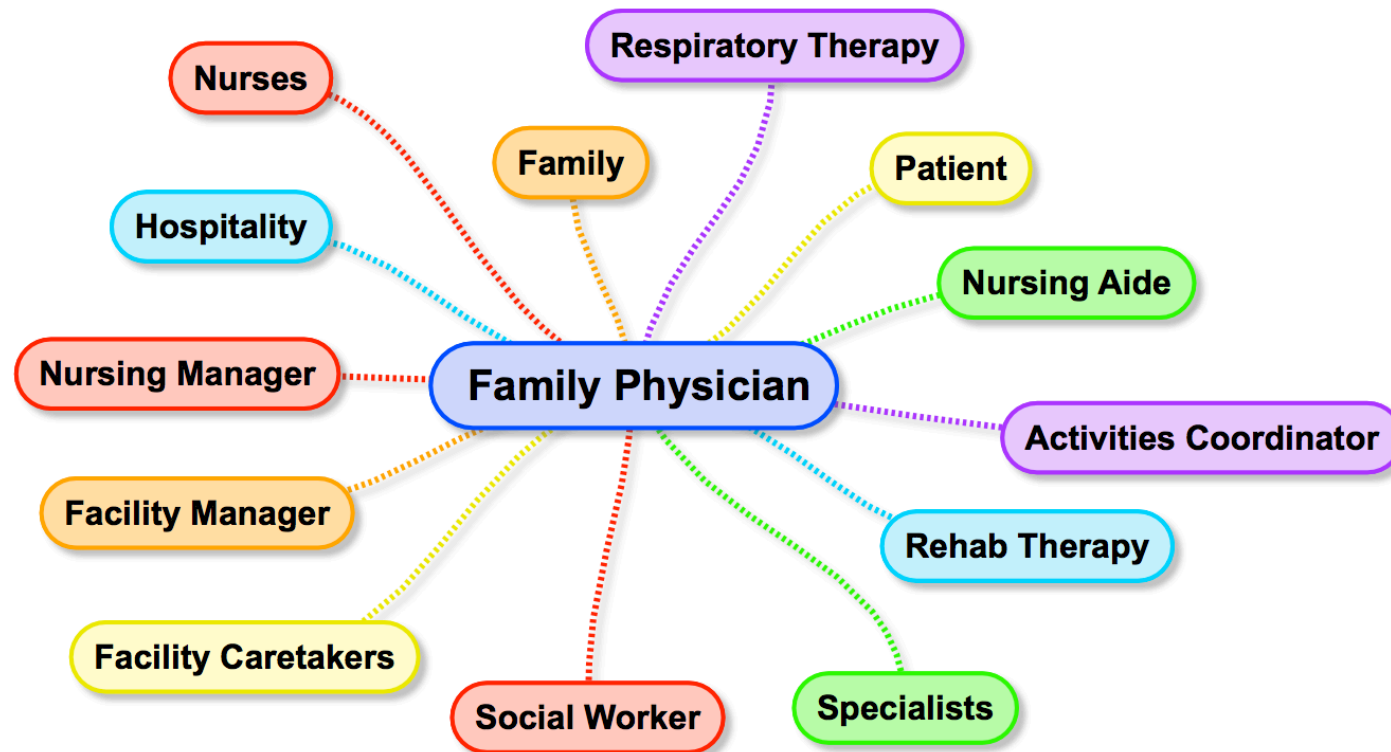 Respiratory Therapy
Nurses
Family
Patient
Hospitality
Nursing Aide
Nursing Manager
Family Physician
Activities Coordinator
Facility Manager
Rehab Therapy
Facility Caretakers
Social Worker
Specialists